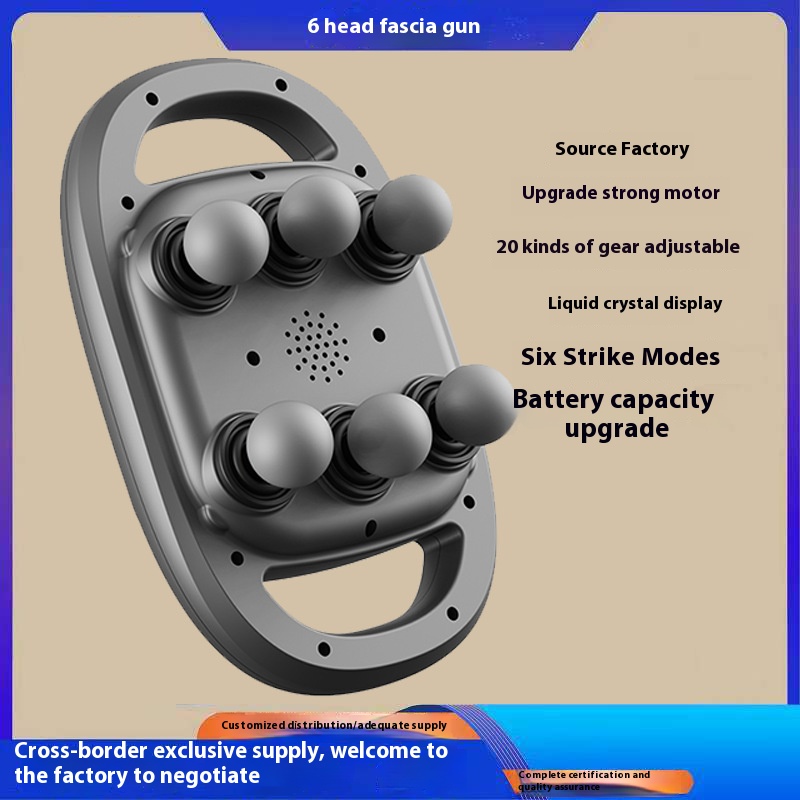 6 head fascia gun
Source Factory
Upgrade strong motor
20 kinds of gear adjustable
Liquid crystal display
Six Strike Modes
Battery capacity
upgrade
Customized distribution/adequate supply
Cross-border exclusive supply, welcome to
the factory to negotiate
Complete certification and
quality assurance